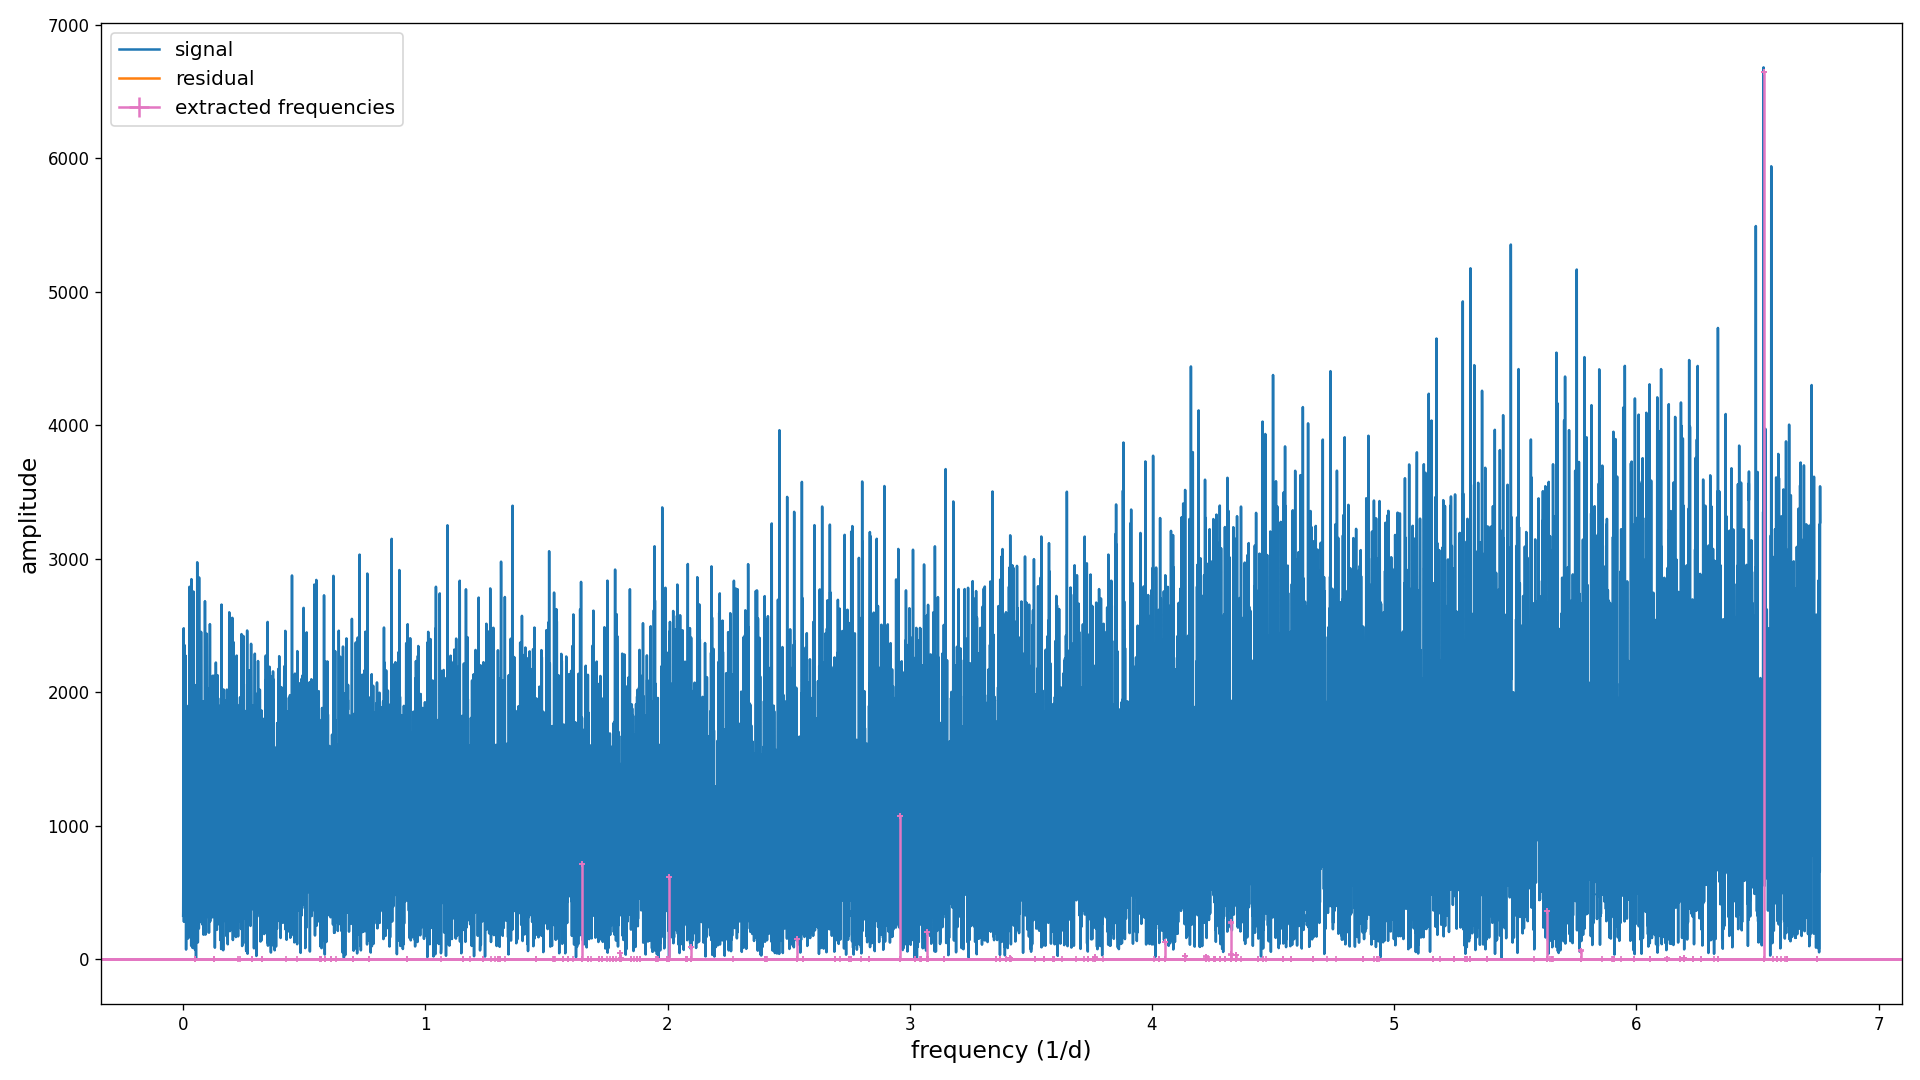 signal
residual
extracted frequencies
7000
6000
5000
4000
3000
2000
1000
0
amplitude
0 1 2 3 4 5 6 7
frequency (1/d)